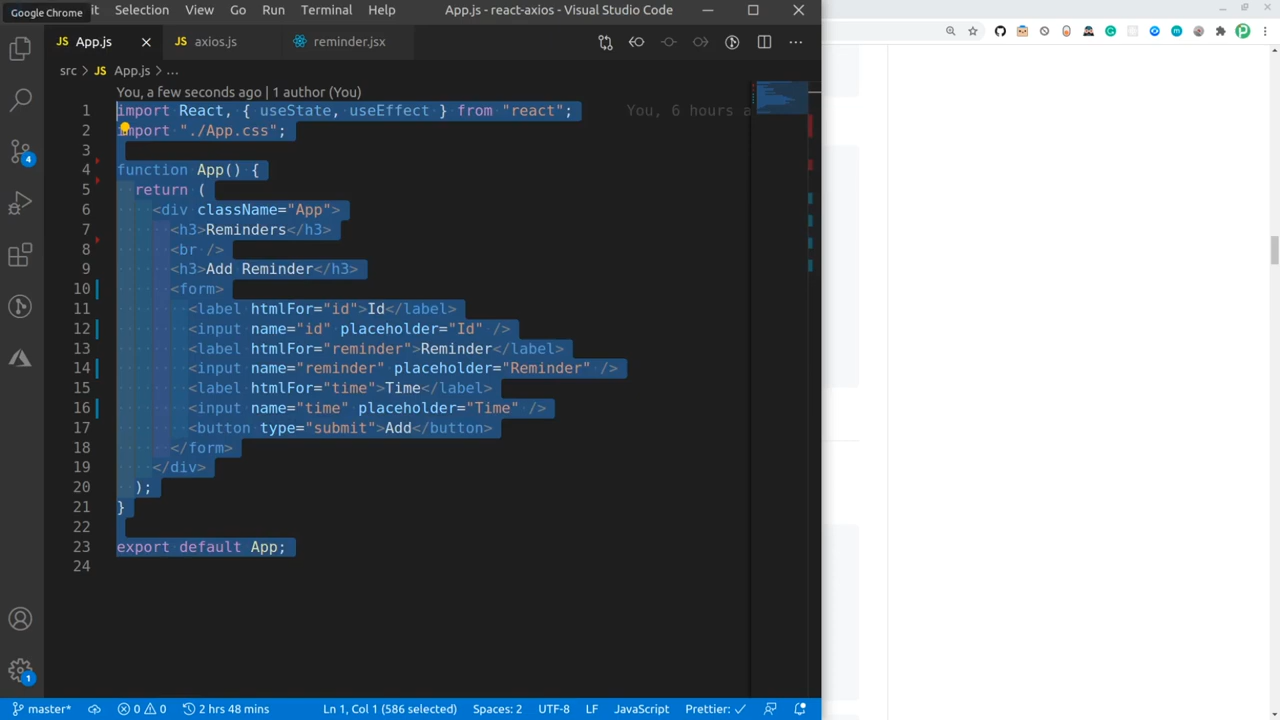 Google Chrome
it Selection View Go Run Terminal Help App.js - react-axios - Visual Studio Code
JS App.js axios.js reminder.jsx
src > JS App.js > ...
You, a few seconds ago | 1 author (You)
1 import React, { useState, useEffect } from "react"; You, 6 hours a
2 import "./App.css";
3
4 function App() {
5 return (
6 <div className="App">
7 <h3>Reminders</h3>
8 <br />
9 <h3>Add Reminder</h3>
10 <form>
11 <label htmlFor="id">Id</label>
12 <input name="id" placeholder="Id" />
13 <label htmlFor="reminder">Reminder</label>
14 <input name="reminder" placeholder="Reminder" />
15 <label htmlFor="time">Time</label>
16 <input name="time" placeholder="Time" />
17 <button type="submit">Add</button>
18 </form>
19 </div>
20 );
21 }
22
23 export default App;
24
4
1
master* 0 0 2 hrs 48 mins Ln 1, Col 1 (586 selected) Spaces: 2 UTF-8 LF JavaScript Prettier: ✓